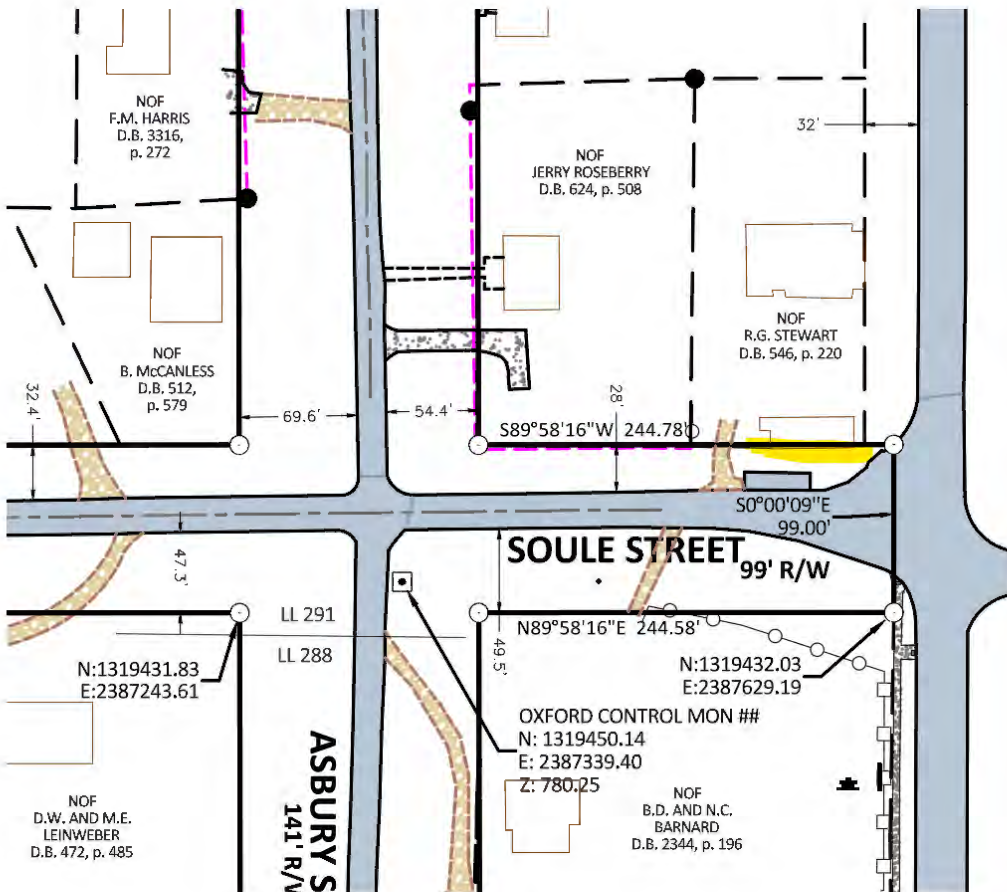 NOF
F.M. HARRIS
D.B. 3316,
p. 272
32'
NOF
JERRY ROSEBERRY
D.B. 624, p. 508
NOF
R.G. STEWART
D.B. 546, p. 220
NOF
B. McCANLESS
D.B. 512,
p. 579
32.4'
69.6'
54.4'
28'
S89°58'16"W 244.78'
S0°00'09"E
99.00'
47.3'
SOULE STREET
99' R/W
LL 291
LL 288
N89°58'16"E 244.58'
49.5'
N:1319431.83
E:2387243.61
N:1319432.03
E:2387629.19
OXFORD CONTROL MON ##
N: 1319450.14
E: 2387339.40
Z: 780.25
ASBURY S
141' R/W
NOF
D.W. AND M.E.
LEINWEBER
D.B. 472, p. 485
NOF
B.D. AND N.C.
BARNARD
D.B. 2344, p. 196